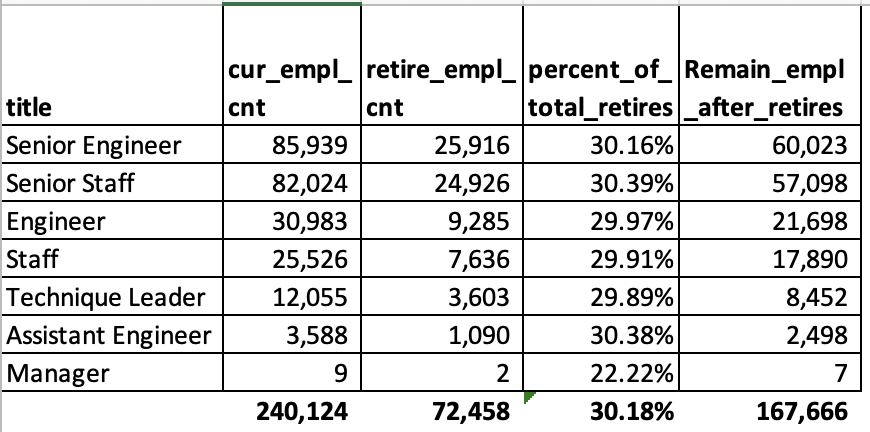 title cur_empl_cnt retire_empl_cnt percent_of_total_retires Remain_empl_after_retires
Senior Engineer 85,939 25,916 30.16% 60,023
Senior Staff 82,024 24,926 30.39% 57,098
Engineer 30,983 9,285 29.97% 21,698
Staff 25,526 7,636 29.91% 17,890
Technique Leader 12,055 3,603 29.89% 8,452
Assistant Engineer 3,588 1,090 30.38% 2,498
Manager 9 2 22.22% 7
240,124 72,458 30.18% 167,666